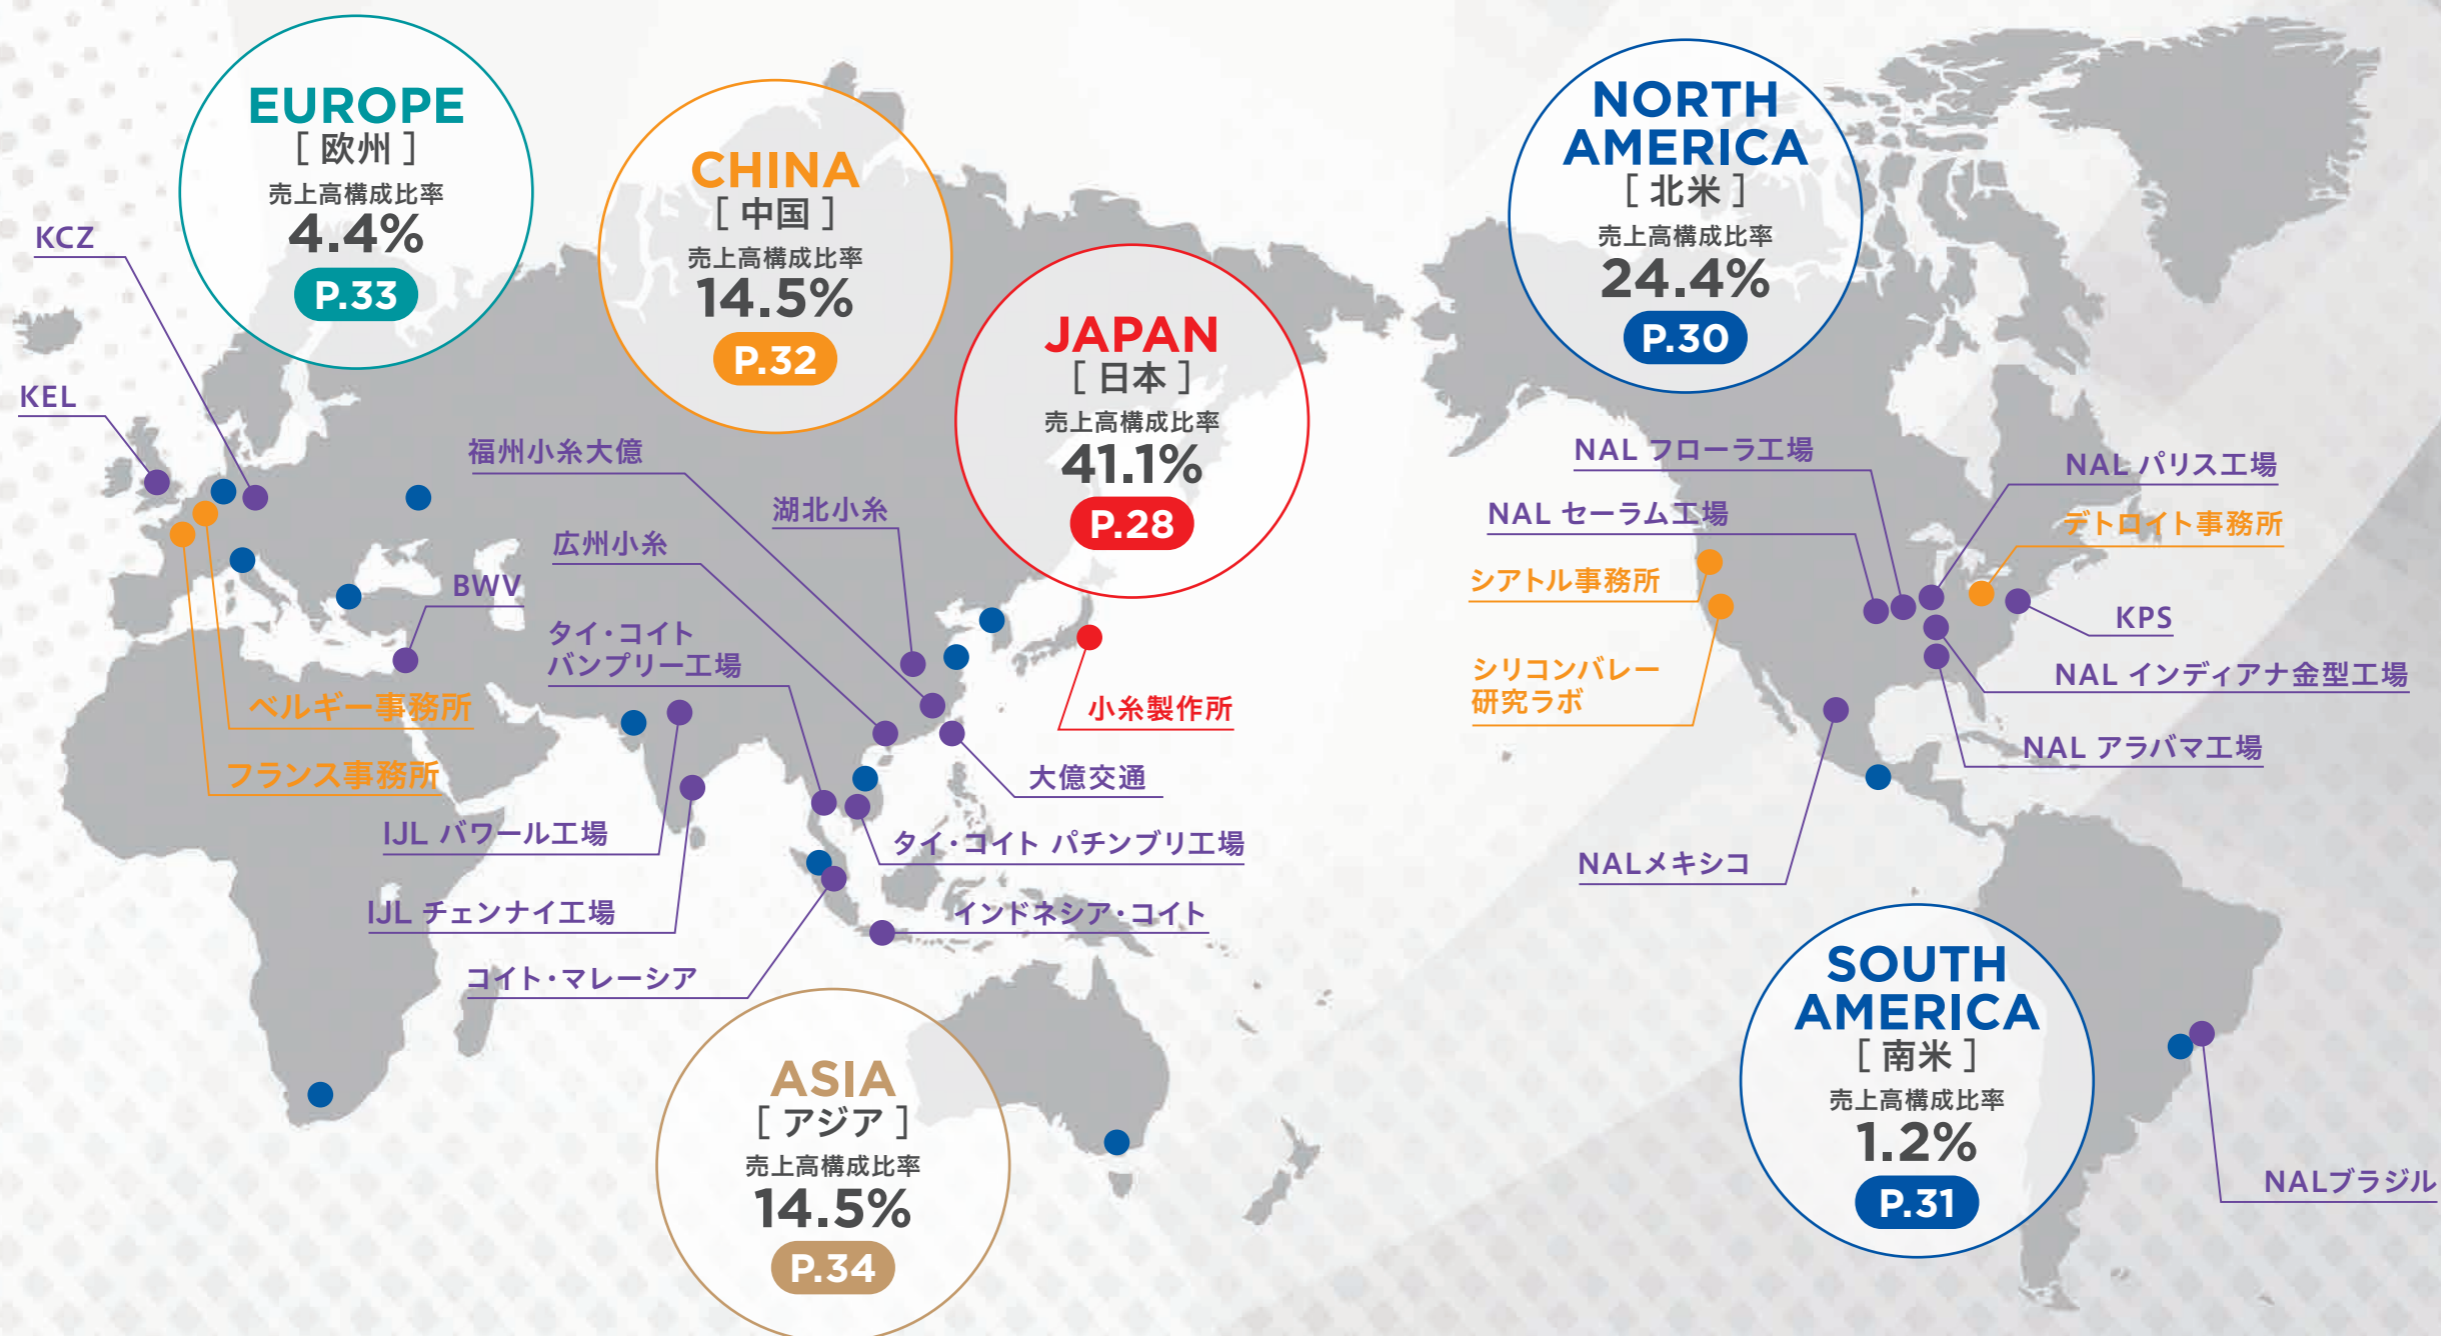 EUROPE
[ 欧州 ]
売上高構成比率
4.4%
P.33
CHINA
[ 中国 ]
売上高構成比率
14.5%
P.32
JAPAN
[ 日本 ]
売上高構成比率
41.1%
P.28
NORTH
AMERICA
[ 北米 ]
売上高構成比率
24.4%
P.30
KCZ
KEL
福州小糸大億
湖北小糸
広州小糸
BWV
タイ・コイト
バンプリー工場
ベルギー事務所
フランス事務所
小糸製作所
大億交通
IJL バワール工場
タイ・コイト パチンブリ工場
IJL チェンナイ工場
インドネシア・コイト
コイト・マレーシア
NAL フローラ工場
NAL パリス工場
NAL セーラム工場
デトロイト事務所
シアトル事務所
KPS
シリコンバレー
研究ラボ
NAL インディアナ金型工場
NAL アラバマ工場
NALメキシコ
ASIA
[ アジア ]
売上高構成比率
14.5%
P.34
SOUTH
AMERICA
[ 南米 ]
売上高構成比率
1.2%
P.31
NALブラジル